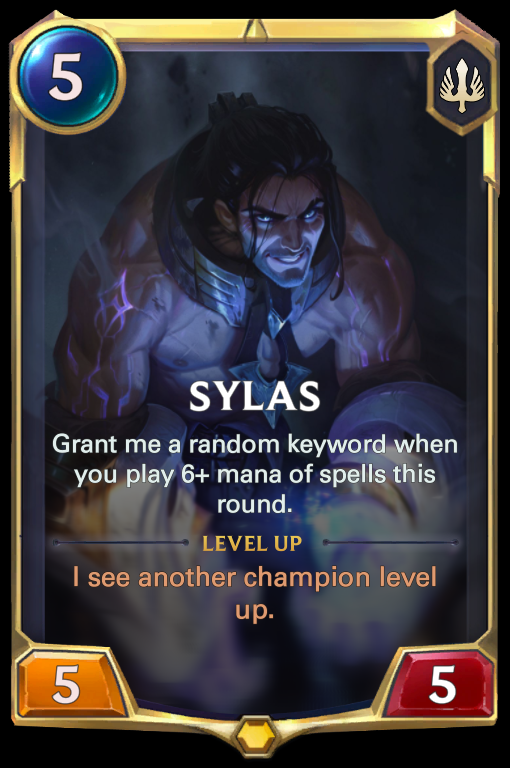 5
SYLAS
Grant me a random keyword when
you play 6+ mana of spells this
round.
LEVEL UP
I see another champion level
up.
5
5